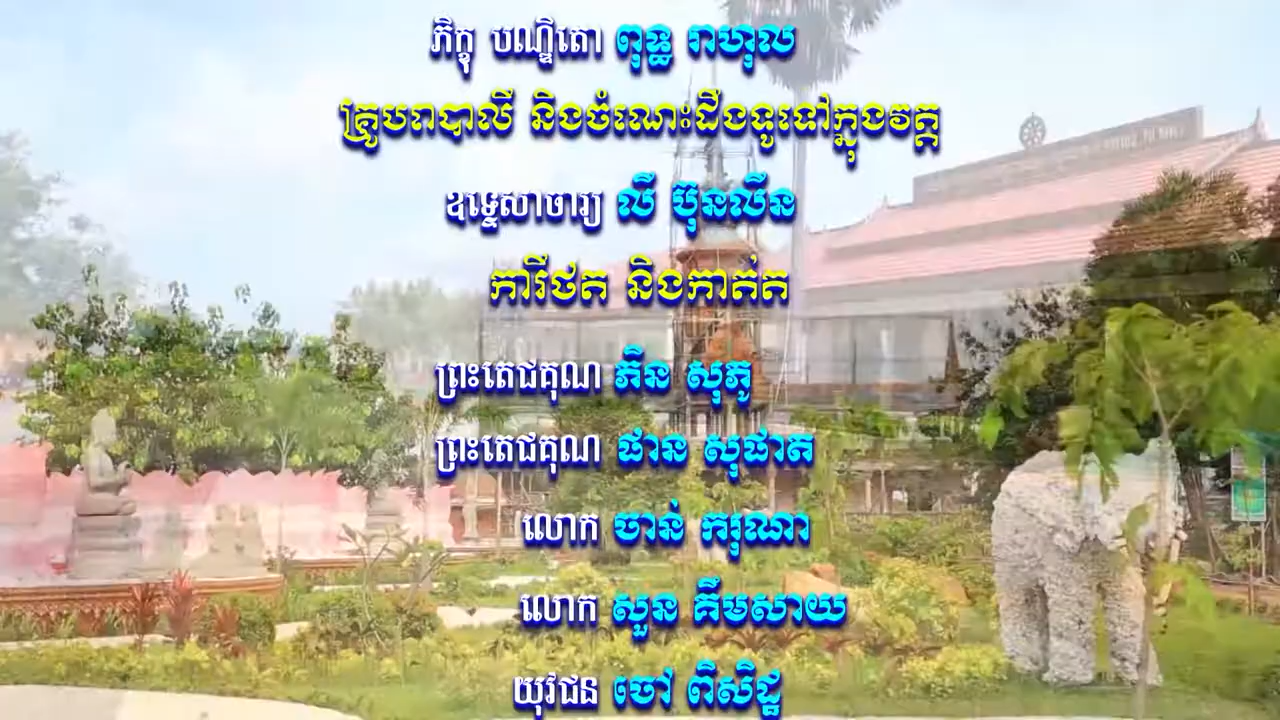 ភិក្ខុ បណ្ឌិតោ ពុទ្ធ រាហុល
គ្រូបរាបាលី និងចំណេះដឹងទូទៅក្នុងវត្ត
ឧទ្ទេសាចារ្យ លី ប៊ុនលីន
ការីថត និងកាត់ត
ព្រះតេជគុណ ភិន សុភូ
ព្រះតេជគុណ ផាន សុផាត
លោក ចាន់ ករុណា
លោក សួន គឹមសាយ
យុវជន ចៅ ពិសិដ្ឋ